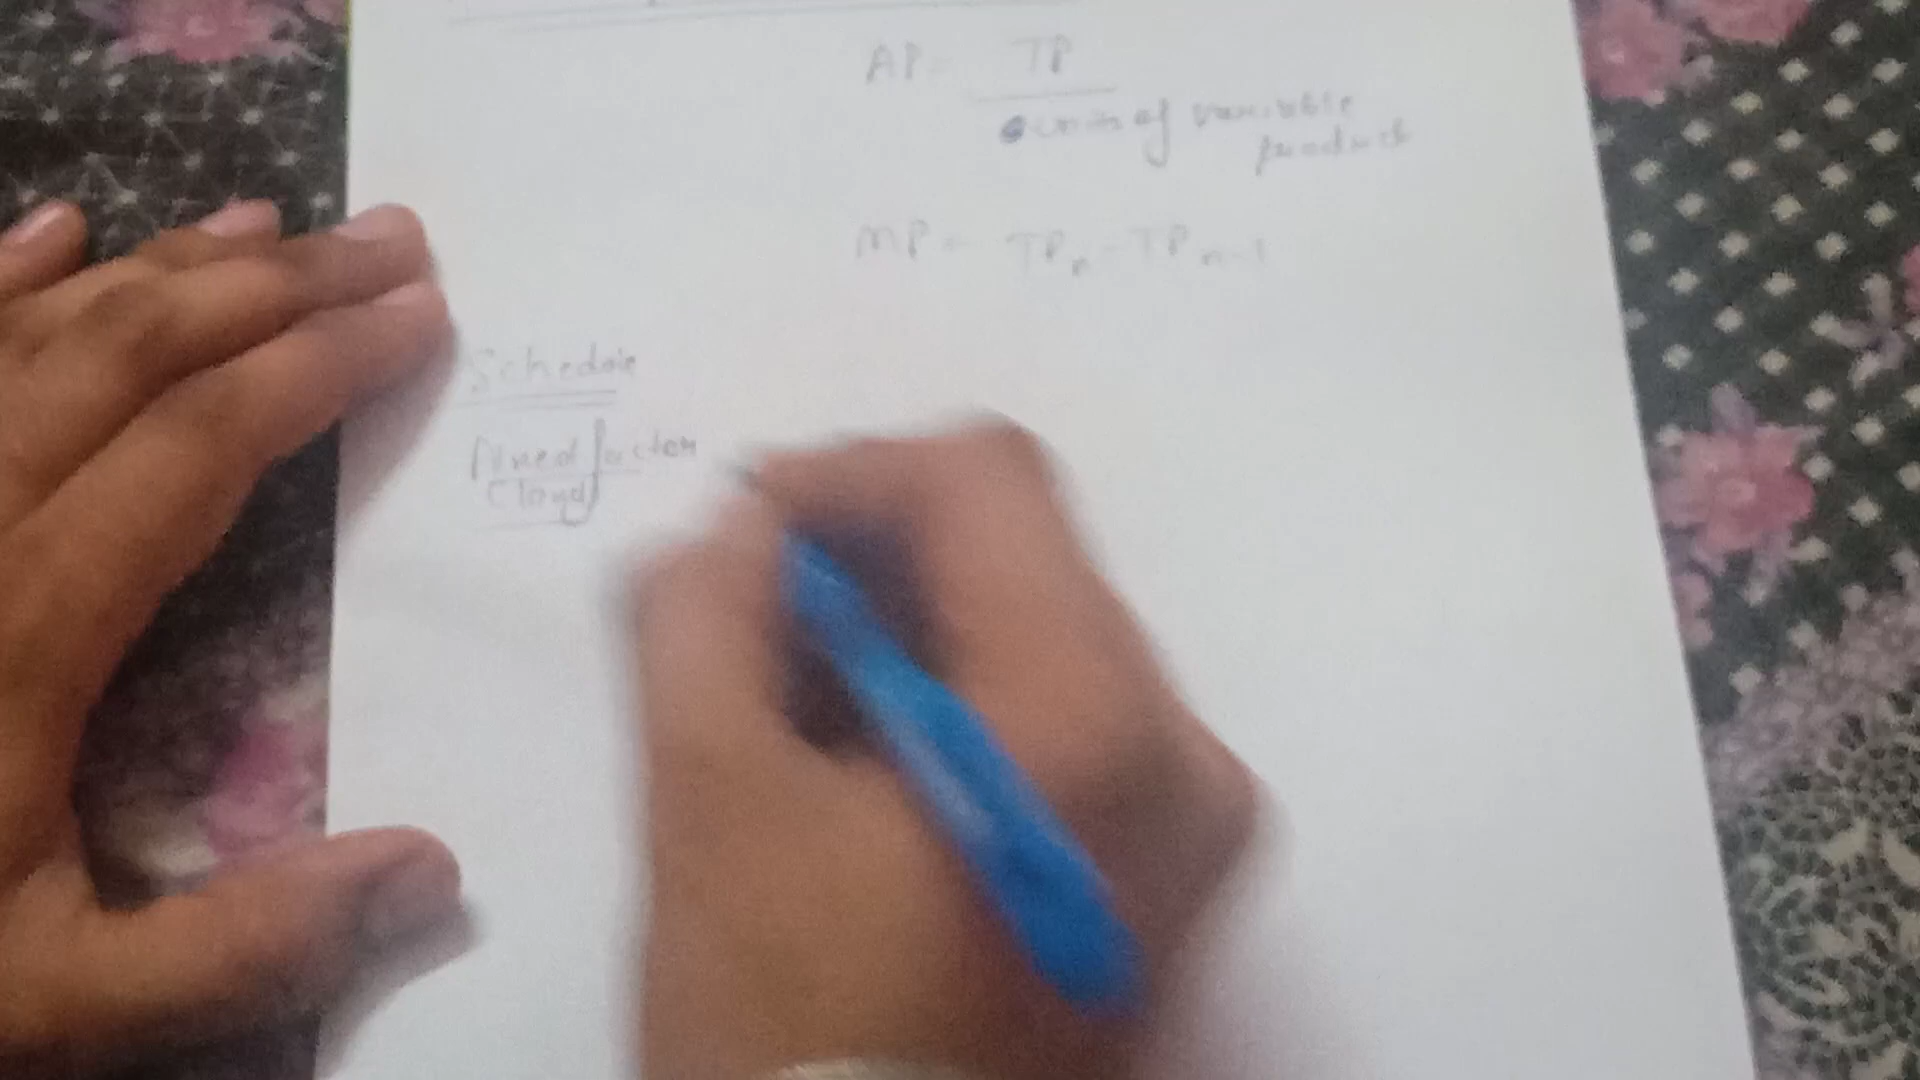 AP = TP
units of variable
product
MP = TPn - TPn-1
Schedule
Fixed factor
(land)